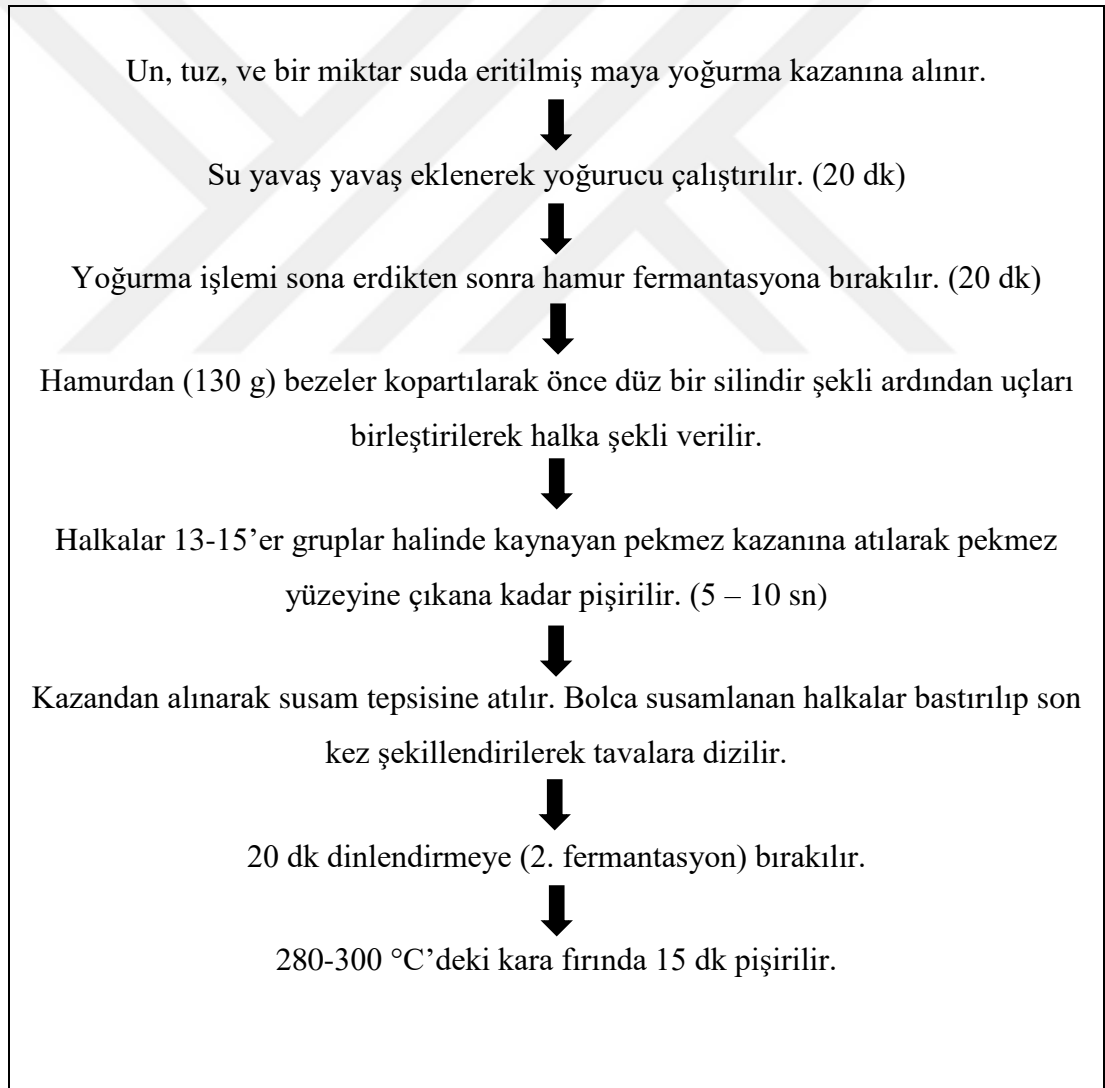 Un, tuz, ve bir miktar suda eritilmiş maya yoğurma kazanına alınır.
Su yavaş yavaş eklenerek yoğurucu çalıştırılır. (20 dk)
Yoğurma işlemi sona erdikten sonra hamur fermantasyona bırakılır. (20 dk)
Hamurdan (130 g) bezeler kopartılarak önce düz bir silindir şekli ardından uçları
birleştirilerek halka şekli verilir.
Halkalar 13-15’er gruplar halinde kaynayan pekmez kazanına atılarak pekmez
yüzeyine çıkana kadar pişirilir. (5 – 10 sn)
Kazandan alınarak susam tepsisine atılır. Bolca susamlanan halkalar bastırılıp son
kez şekillendirilerek tavalara dizilir.
20 dk dinlendirmeye (2. fermantasyon) bırakılır.
280-300 °C’deki kara fırında 15 dk pişirilir.